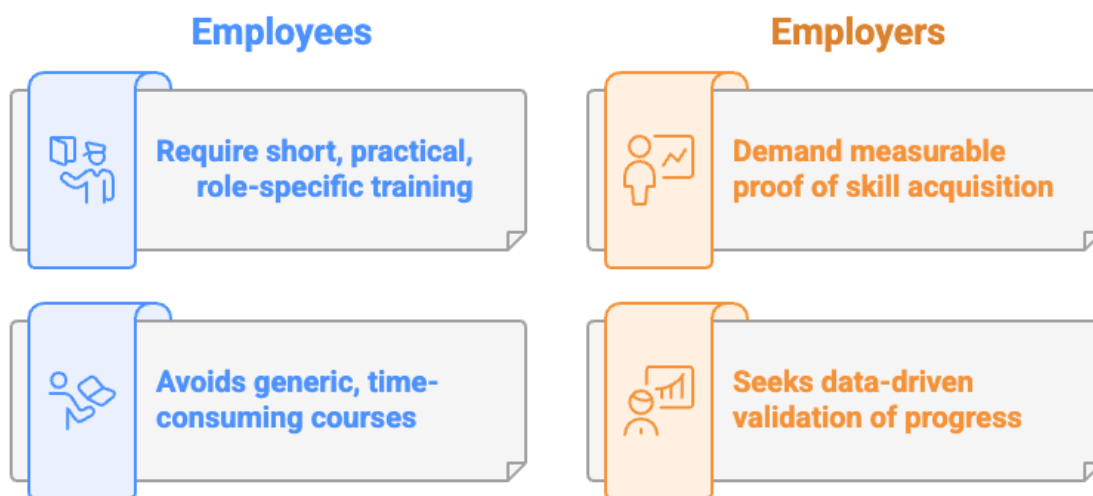 Employees
Require short, practical,
role-specific training
Avoids generic, time-
consuming courses
Employers
Demand measurable
proof of skill acquisition
Seeks data-driven
validation of progress